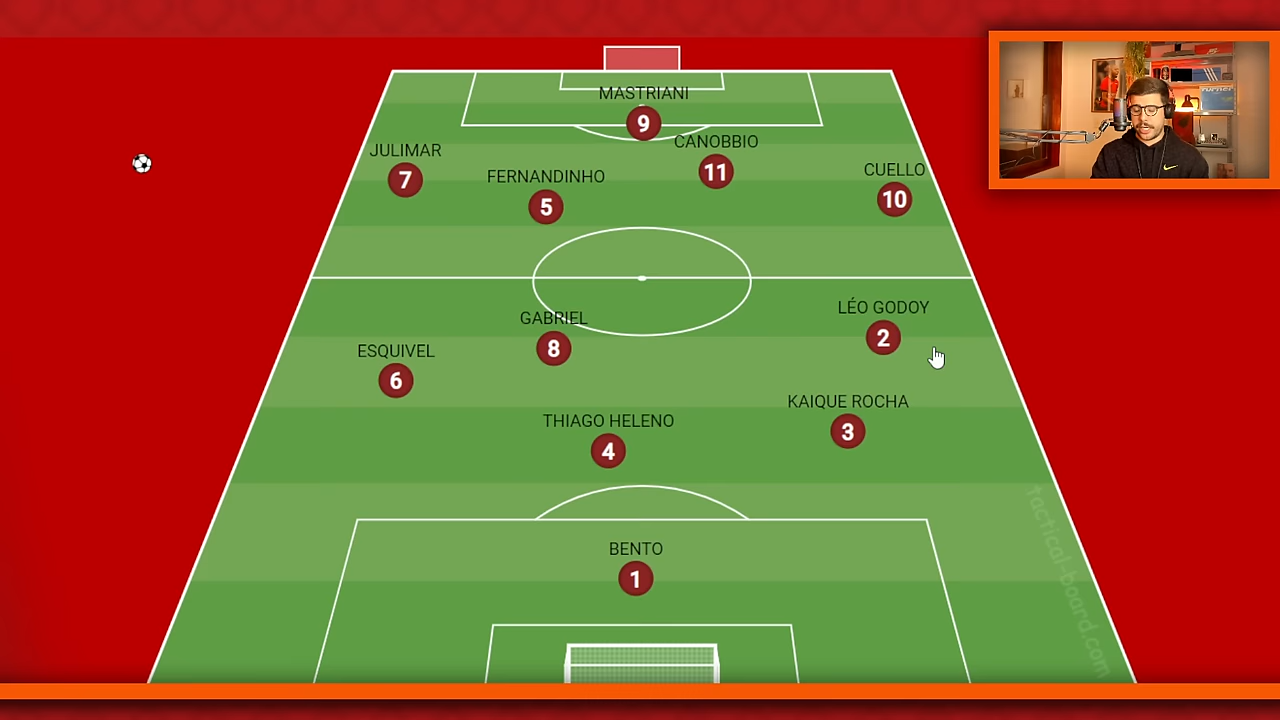 MASTRIANI
9
CANOBBIO
11
JULIMAR
7
FERNANDINHO
5
CUELLO
10
LÉO GODOY
2
GABRIEL
8
ESQUIVEL
6
KAIQUE ROCHA
3
THIAGO HELENO
4
BENTO
1
tactical-board.com